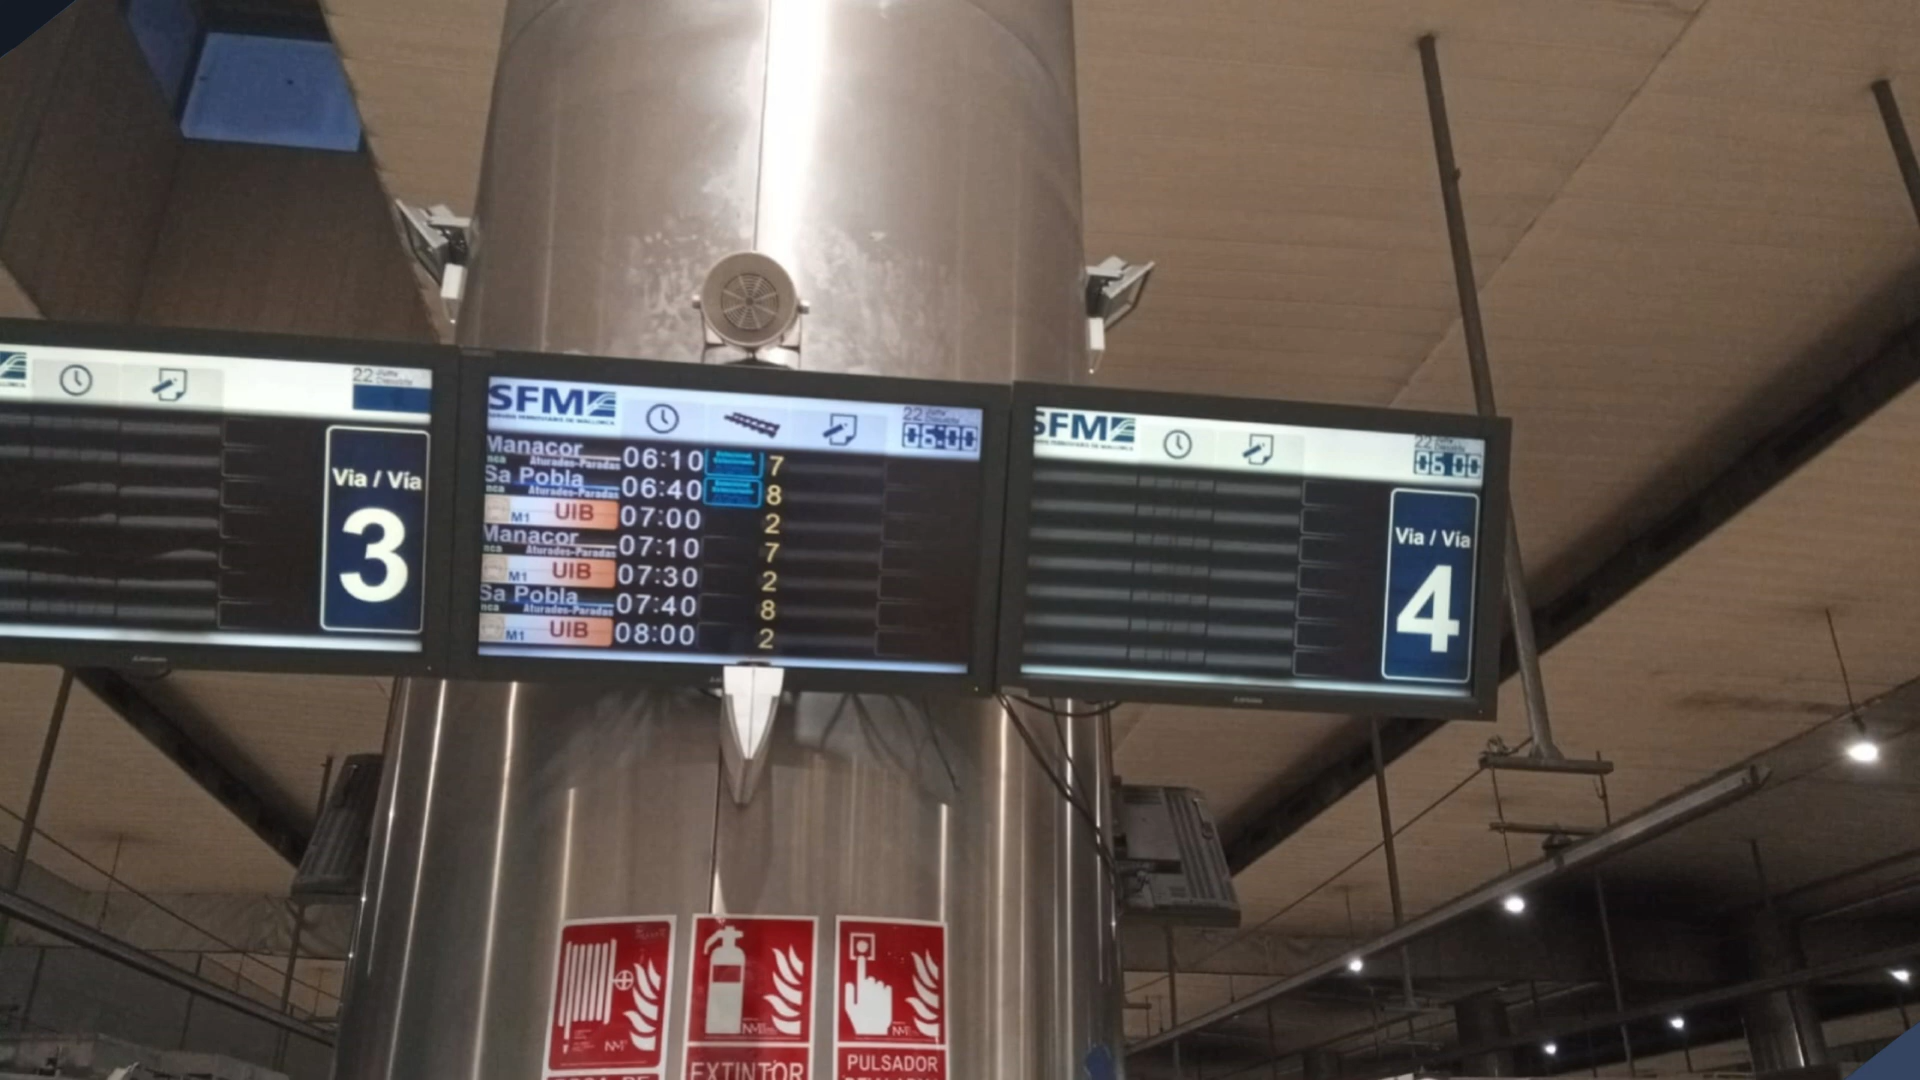 22
Via / Vía
3
SFM
22
06:00
Manacor 06:10 7
Aturades-Paradas
Sa Pobla 06:40 8
Aturades-Paradas
M1 UIB 07:00 2
Manacor 07:10 7
Aturades-Paradas
M1 UIB 07:30 2
Sa Pobla 07:40 8
Aturades-Paradas
M1 UIB 08:00 2
SFM
22
06:00
Via / Vía
4
EXTINTOR
PULSADOR